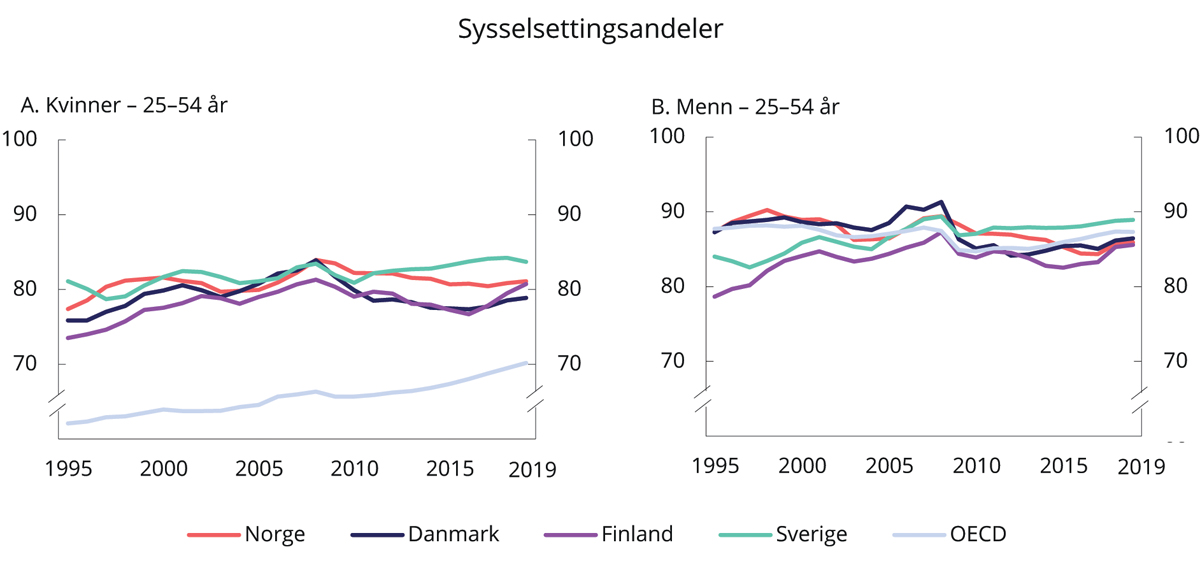 Sysselsettingsandeler
A. Kvinner – 25–54 år
100 100
90 90
80 80
70 70
1995 2000 2005 2010 2015 2019
B. Menn – 25–54 år
100 100
90 90
80 80
70 70
1995 2000 2005 2010 2015 2019
Norge Danmark Finland Sverige OECD